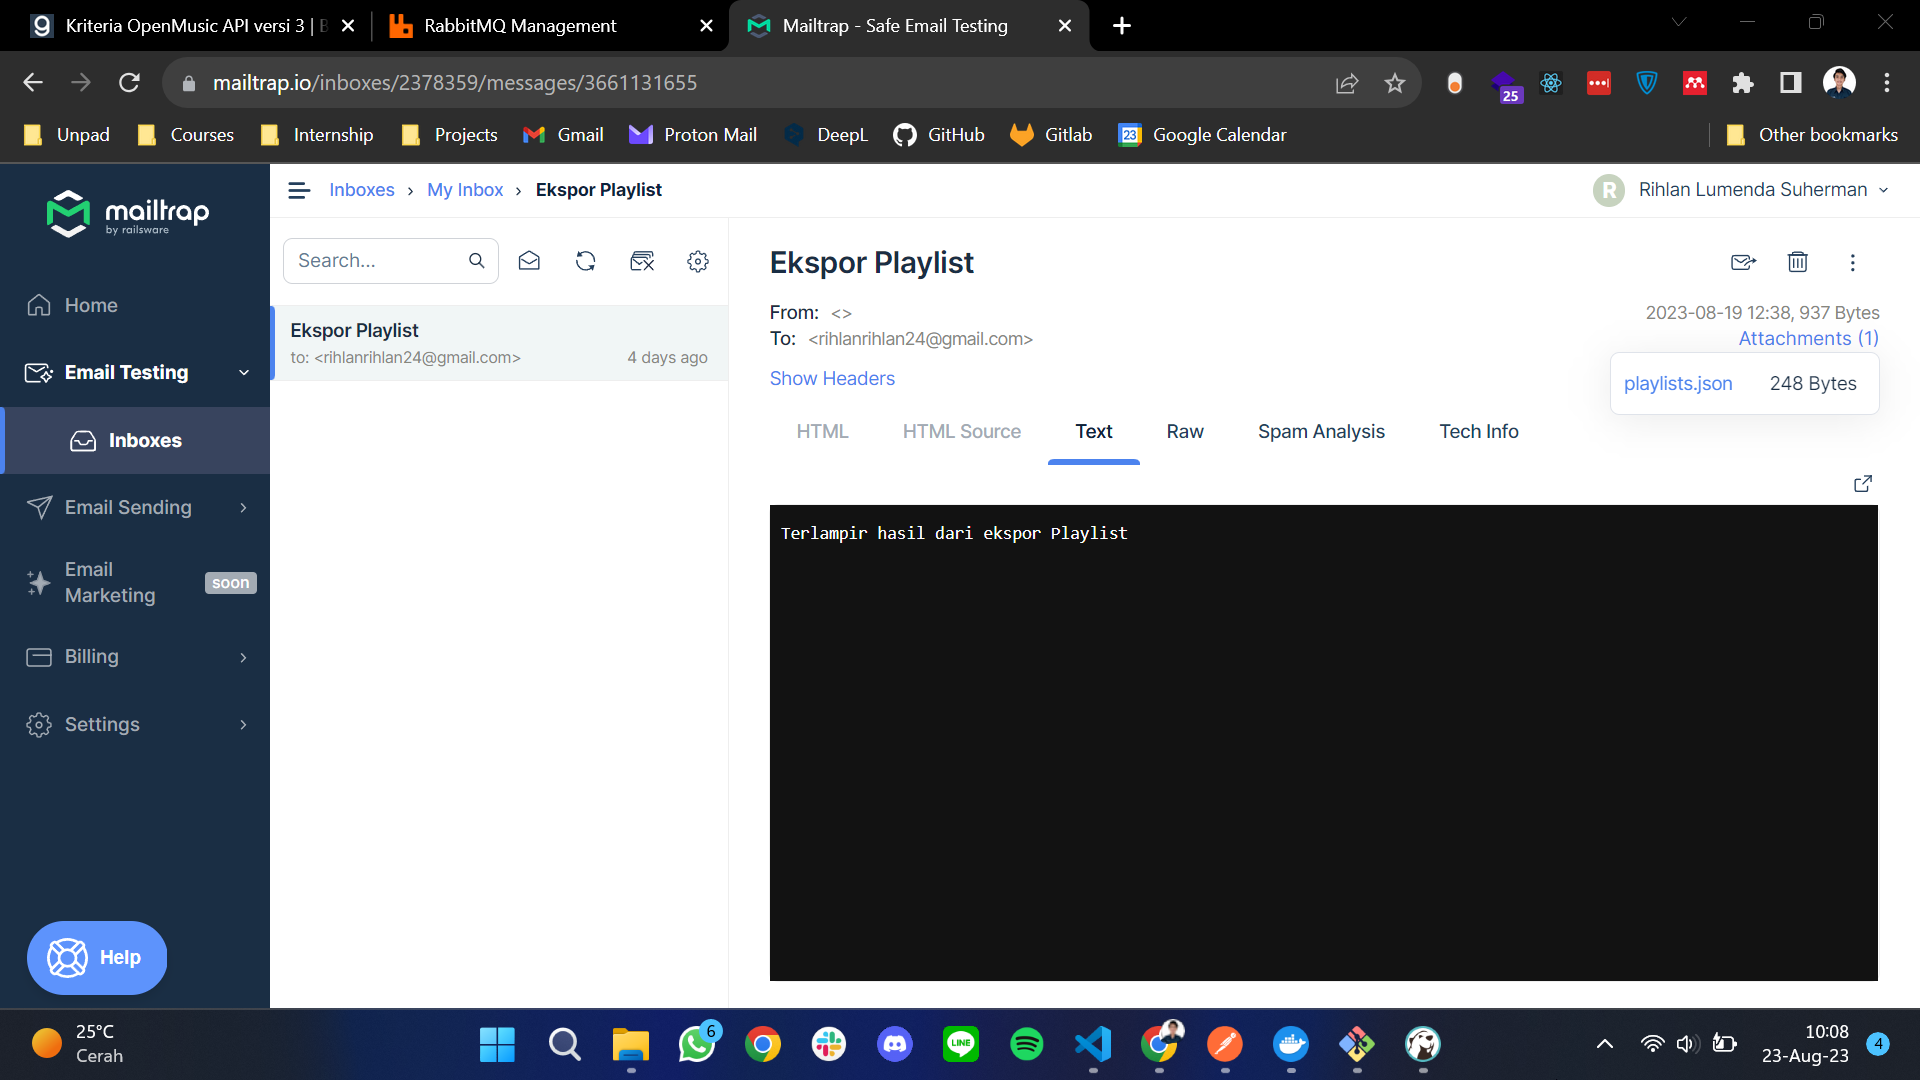 Kriteria OpenMusic API versi 3 | B
RabbitMQ Management
Mailtrap - Safe Email Testing
mailtrap.io/inboxes/2378359/messages/3661131655
25
Unpad
Courses
Internship
Projects
Gmail
Proton Mail
DeepL
GitHub
Gitlab
23
Google Calendar
Other bookmarks
mailtrap
by railsware
Home
Email Testing
Inboxes
Email Sending
Email
Marketing
soon
Billing
Settings
Help
Inboxes › My Inbox › Ekspor Playlist
R
Rihlan Lumenda Suherman
Search...
Ekspor Playlist
to: <rihlanrihlan24@gmail.com>
4 days ago
Ekspor Playlist
From: <>
To: <rihlanrihlan24@gmail.com>
Show Headers
2023-08-19 12:38, 937 Bytes
Attachments (1)
playlists.json 248 Bytes
HTML
HTML Source
Text
Raw
Spam Analysis
Tech Info
Terlampir hasil dari ekspor Playlist
25°C
Cerah
6
LINE
10:08
23-Aug-23
4